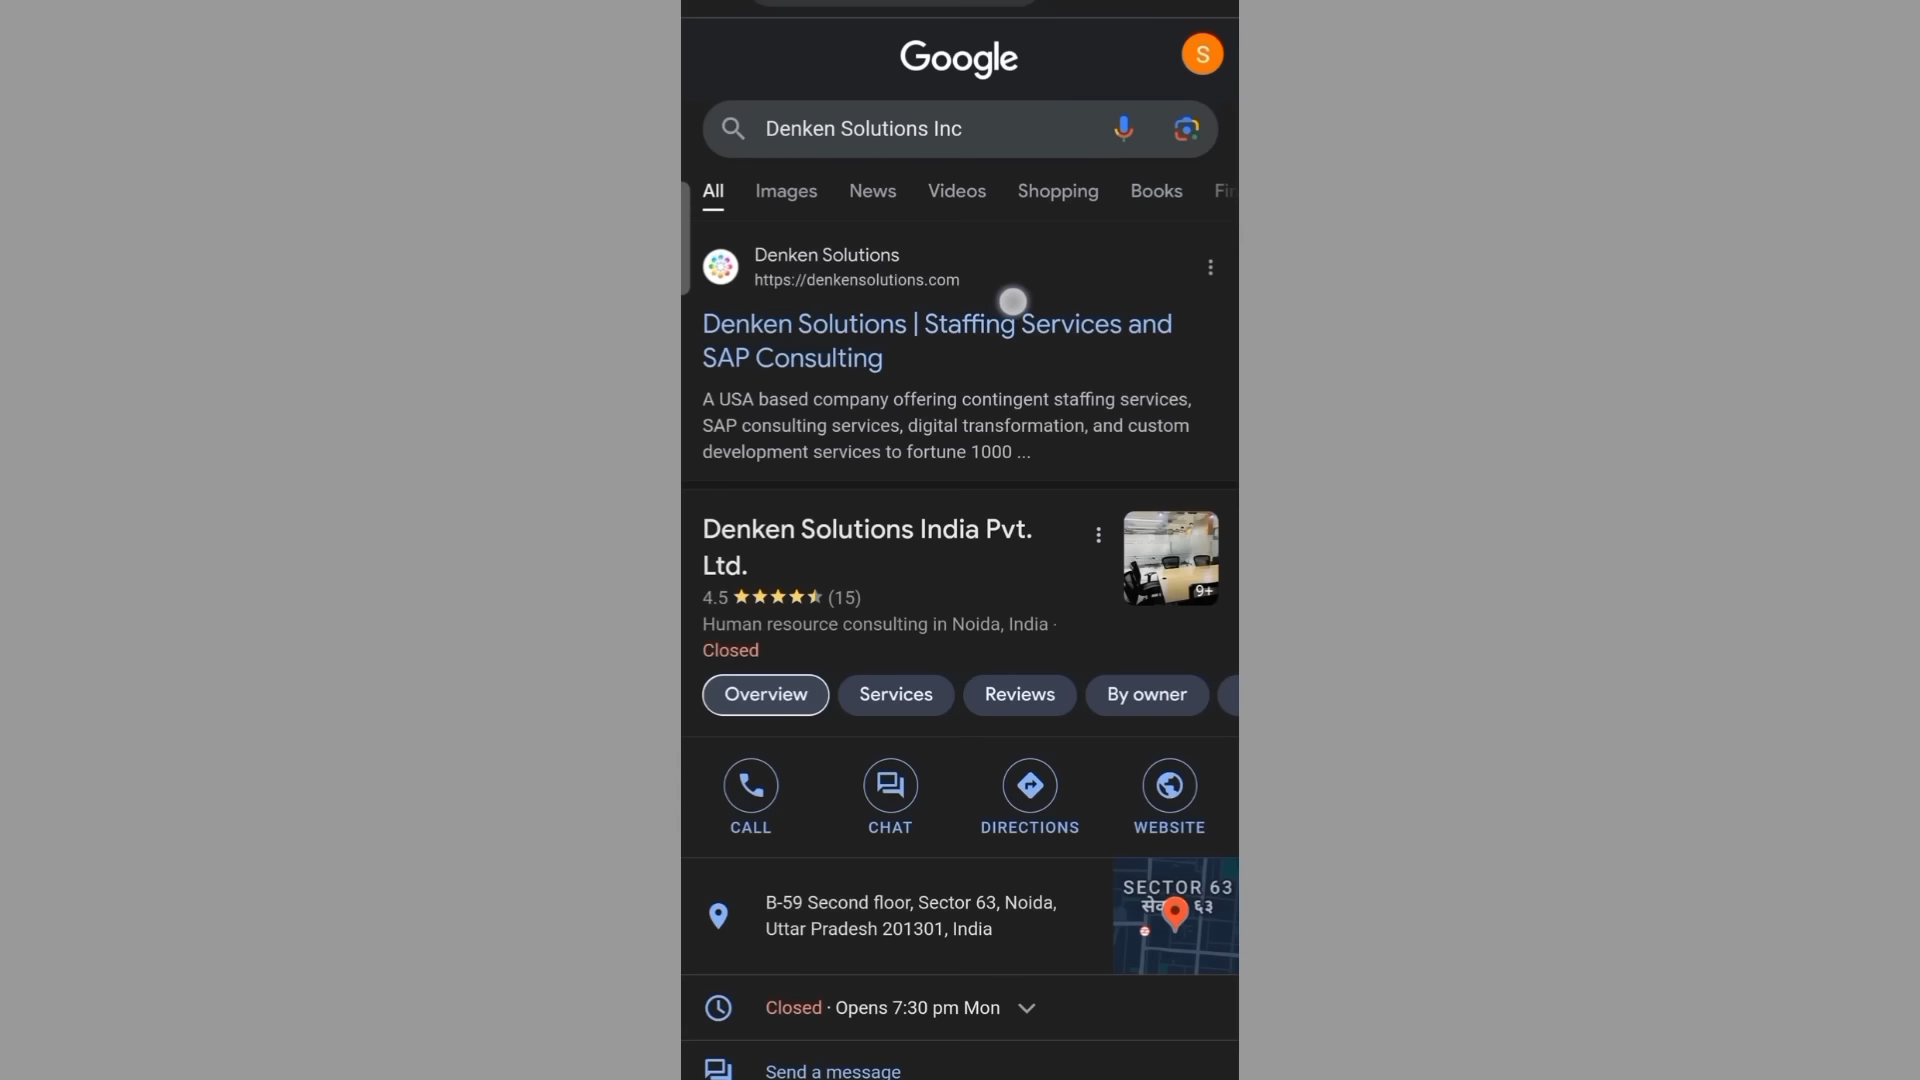 Google
S
Denken Solutions Inc
All Images News Videos Shopping Books Fin
Denken Solutions
https://denkensolutions.com
Denken Solutions | Staffing Services and
SAP Consulting
A USA based company offering contingent staffing services,
SAP consulting services, digital transformation, and custom
development services to fortune 1000 ...
Denken Solutions India Pvt.
Ltd.
9+
4.5 (15)
Human resource consulting in Noida, India ·
Closed
Overview Services Reviews By owner
CALL CHAT DIRECTIONS WEBSITE
B-59 Second floor, Sector 63, Noida,
Uttar Pradesh 201301, India
SECTOR 63
६३
Closed · Opens 7:30 pm Mon
Send a message